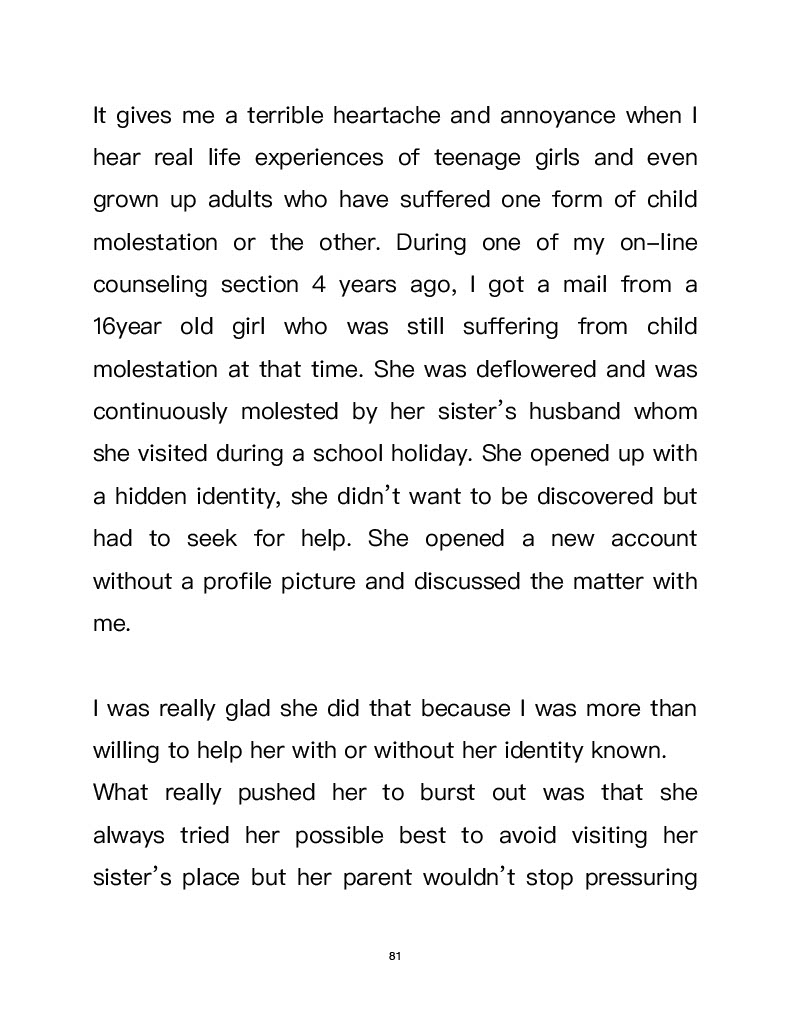 It gives me a terrible heartache and annoyance when I
hear real life experiences of teenage girls and even
grown up adults who have suffered one form of child
molestation or the other. During one of my on–line
counseling section 4 years ago, I got a mail from a
16year old girl who was still suffering from child
molestation at that time. She was deflowered and was
continuously molested by her sister’s husband whom
she visited during a school holiday. She opened up with
a hidden identity, she didn’t want to be discovered but
had to seek for help. She opened a new account
without a profile picture and discussed the matter with
me.
I was really glad she did that because I was more than
willing to help her with or without her identity known.
What really pushed her to burst out was that she
always tried her possible best to avoid visiting her
sister’s place but her parent wouldn’t stop pressuring
81